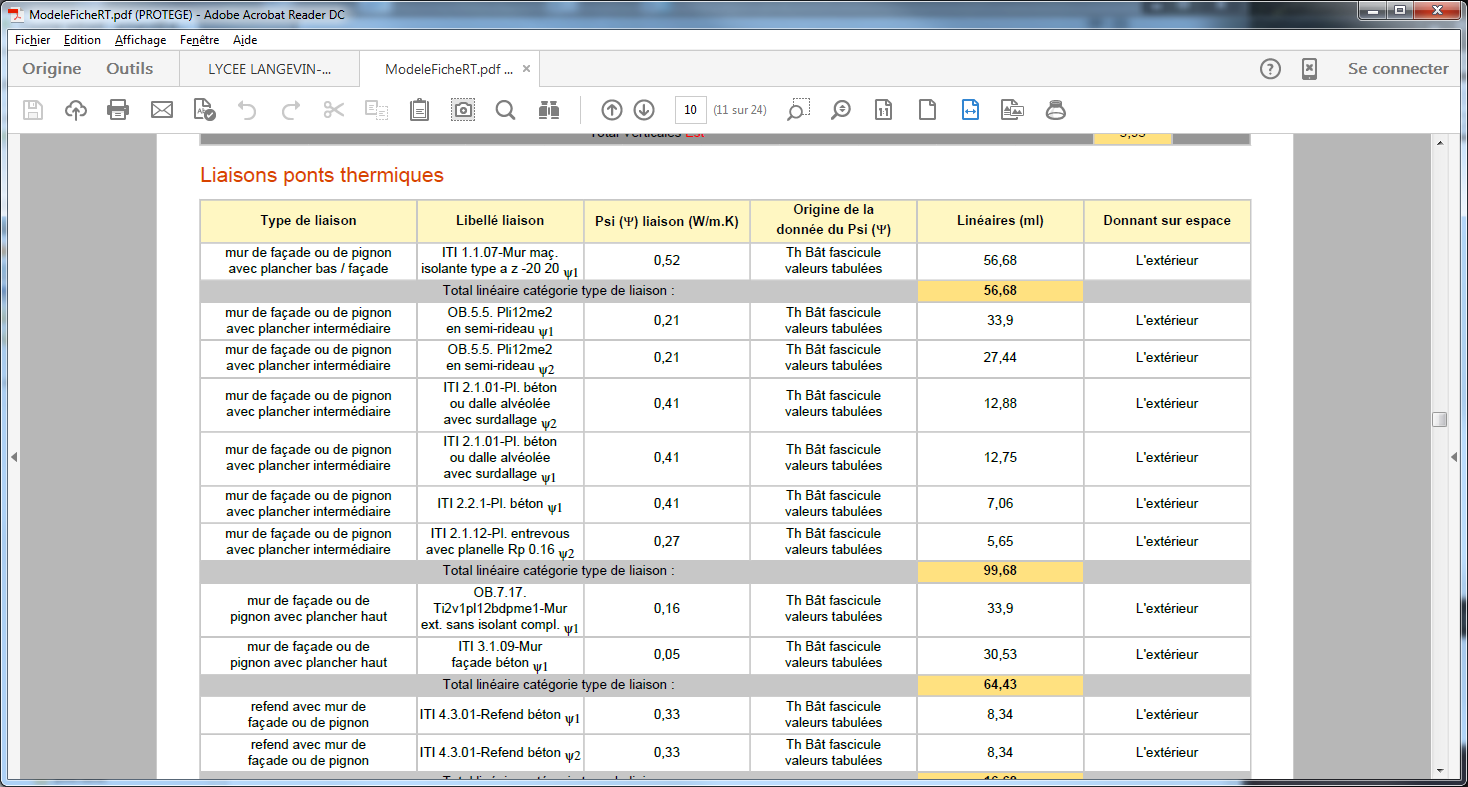 ModeleFicheRT.pdf (PROTEGE) - Adobe Acrobat Reader DC
Fichier Edition Affichage Fenêtre Aide
Origine Outils LYCEE LANGEVIN-... ModeleFicheRT.pdf ... × Se connecter
10 (11 sur 24)
Total Verticales Est
Liaisons ponts thermiques
Type de liaison Libellé liaison Psi (Ψ) liaison (W/m.K) Origine de la donnée du Psi (Ψ) Linéaires (ml) Donnant sur espace
mur de façade ou de pignon avec plancher bas / façade ITI 1.1.07-Mur maç. isolante type a z -20 20 ψ1 0,52 Th Bât fascicule valeurs tabulées 56,68 L'extérieur
Total linéaire catégorie type de liaison : 56,68
mur de façade ou de pignon avec plancher intermédiaire OB.5.5. Pli12me2 en semi-rideau ψ1 0,21 Th Bât fascicule valeurs tabulées 33,9 L'extérieur
mur de façade ou de pignon avec plancher intermédiaire OB.5.5. Pli12me2 en semi-rideau ψ2 0,21 Th Bât fascicule valeurs tabulées 27,44 L'extérieur
mur de façade ou de pignon avec plancher intermédiaire ITI 2.1.01-Pl. béton ou dalle alvéolée avec surdallage ψ2 0,41 Th Bât fascicule valeurs tabulées 12,88 L'extérieur
mur de façade ou de pignon avec plancher intermédiaire ITI 2.1.01-Pl. béton ou dalle alvéolée avec surdallage ψ1 0,41 Th Bât fascicule valeurs tabulées 12,75 L'extérieur
mur de façade ou de pignon avec plancher intermédiaire ITI 2.2.1-Pl. béton ψ1 0,41 Th Bât fascicule valeurs tabulées 7,06 L'extérieur
mur de façade ou de pignon avec plancher intermédiaire ITI 2.1.12-Pl. entrevous avec planelle Rp 0.16 ψ2 0,27 Th Bât fascicule valeurs tabulées 5,65 L'extérieur
Total linéaire catégorie type de liaison : 99,68
mur de façade ou de pignon avec plancher haut OB.7.17. Ti2v1pl12bdpme1-Mur ext. sans isolant compl. ψ1 0,16 Th Bât fascicule valeurs tabulées 33,9 L'extérieur
mur de façade ou de pignon avec plancher haut ITI 3.1.09-Mur façade béton ψ1 0,05 Th Bât fascicule valeurs tabulées 30,53 L'extérieur
Total linéaire catégorie type de liaison : 64,43
refend avec mur de façade ou de pignon ITI 4.3.01-Refend béton ψ1 0,33 Th Bât fascicule valeurs tabulées 8,34 L'extérieur
refend avec mur de façade ou de pignon ITI 4.3.01-Refend béton ψ2 0,33 Th Bât fascicule valeurs tabulées 8,34 L'extérieur
Total linéaire catégorie type de liaison : 16,68